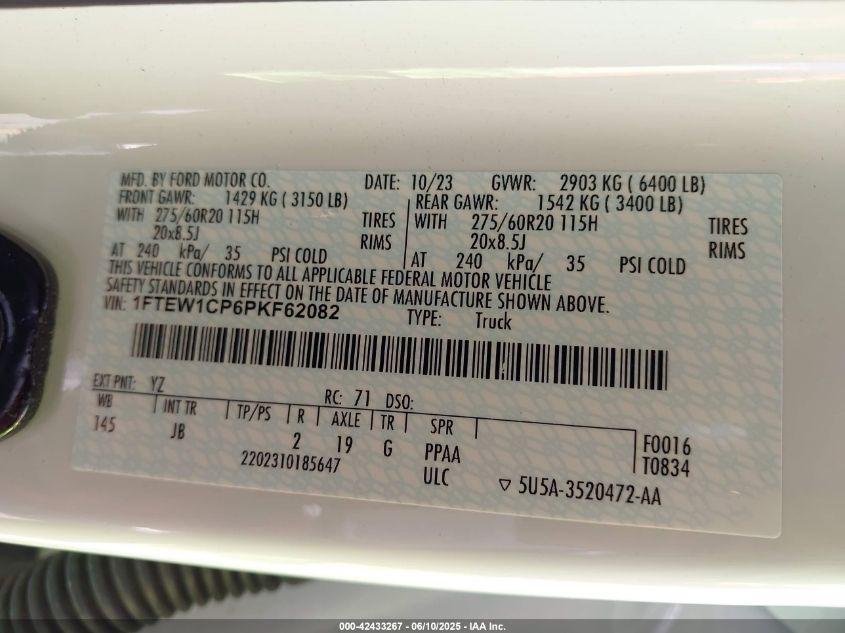 MFD. BY FORD MOTOR CO. DATE: 10/23 GVWR: 2903 KG ( 6400 LB)
FRONT GAWR: 1429 KG ( 3150 LB) REAR GAWR: 1542 KG ( 3400 LB)
WITH 275/60R20 115H TIRES WITH 275/60R20 115H TIRES
20x8.5J RIMS 20x8.5J RIMS
AT 240 kPa/ 35 PSI COLD AT 240 kPa/ 35 PSI COLD
THIS VEHICLE CONFORMS TO ALL APPLICABLE FEDERAL MOTOR VEHICLE
SAFETY STANDARDS IN EFFECT ON THE DATE OF MANUFACTURE SHOWN ABOVE.
VIN: 1FTEW1CP6PKF62082 TYPE: Truck
EXT PNT: YZ RC: 71 DSO:
WB INT TR TP/PS R AXLE TR SPR
145 JB 2 19 G PPAA F0016
2202310185647 ULC T0834
5U5A-3520472-AA
000-42433267 - 06/10/2025 - IAA Inc.